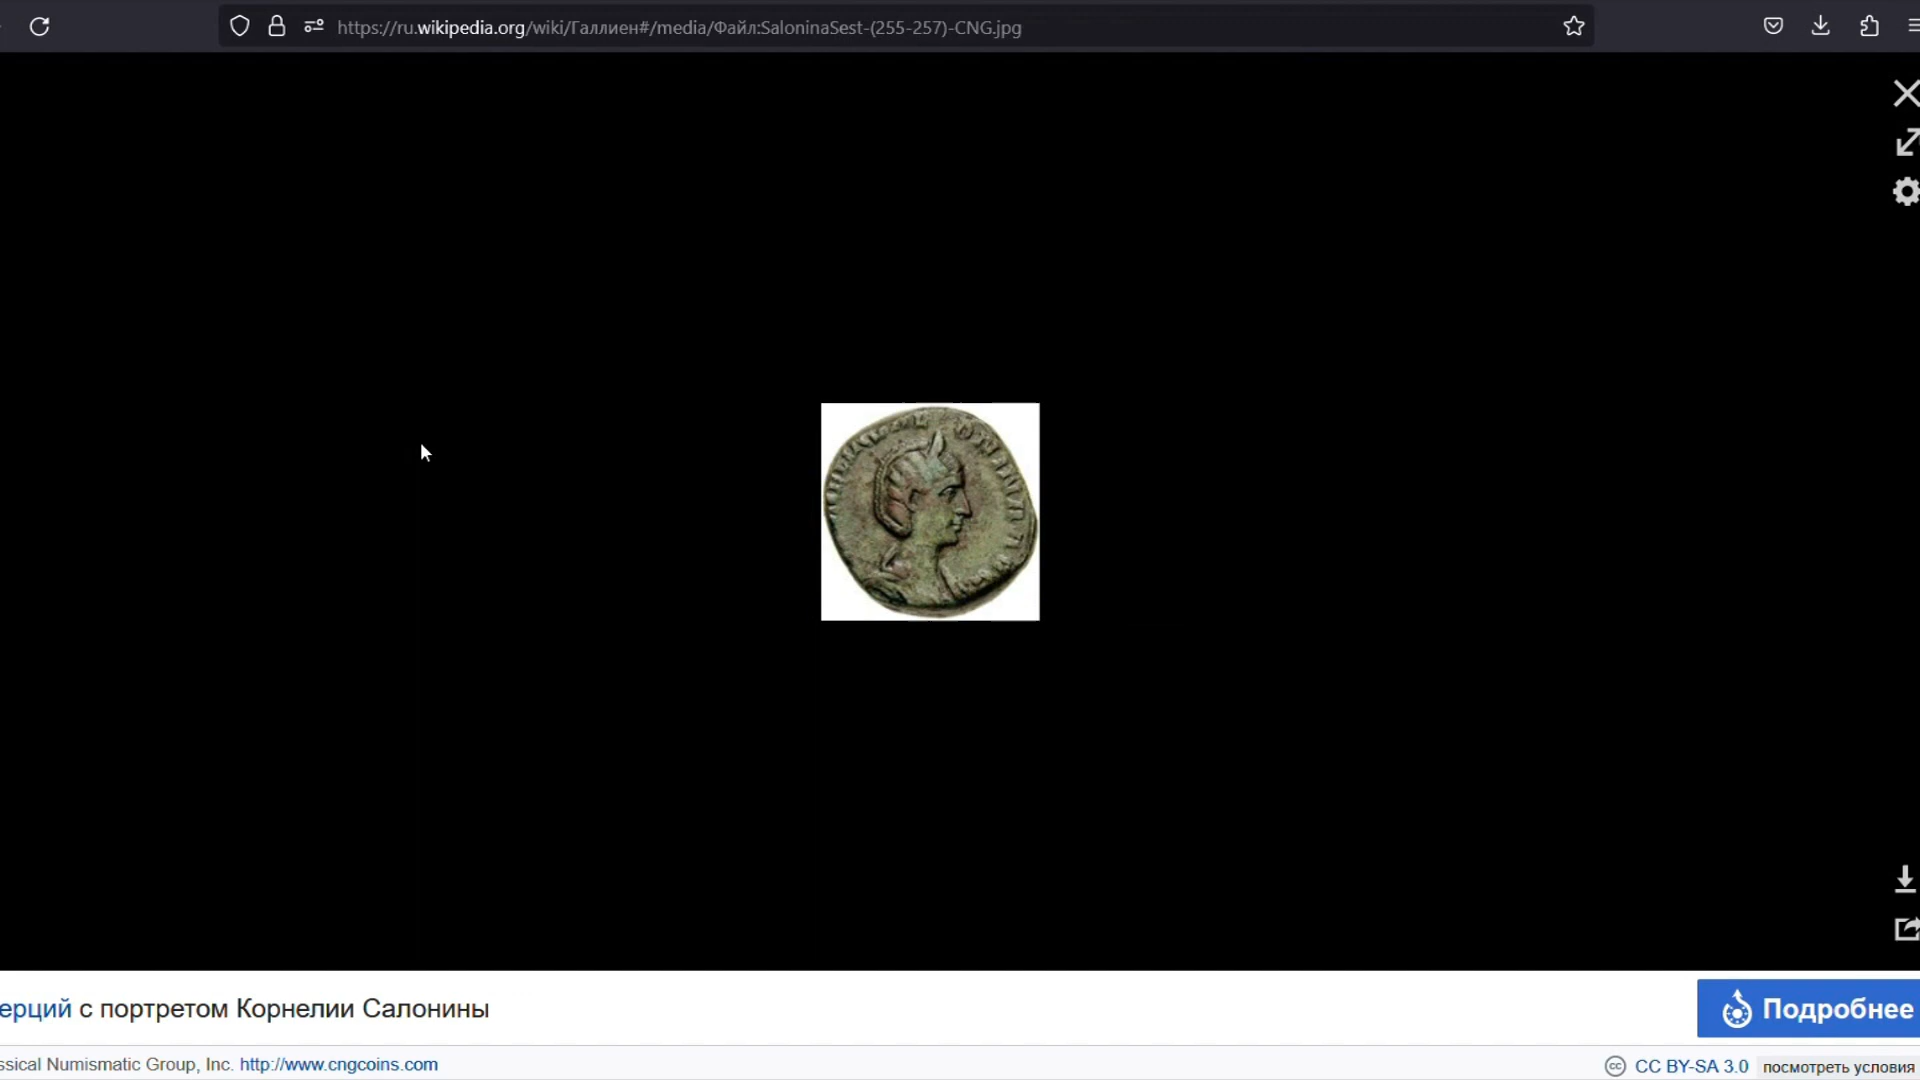 https://ru.wikipedia.org/wiki/Галлиен#/media/Файл:SaloninaSest-(255-257)-CNG.jpg
ерций с портретом Корнелии Салонины
Подробнее
ssical Numismatic Group, Inc. http://www.cngcoins.com
cc CC BY-SA 3.0 посмотреть условия